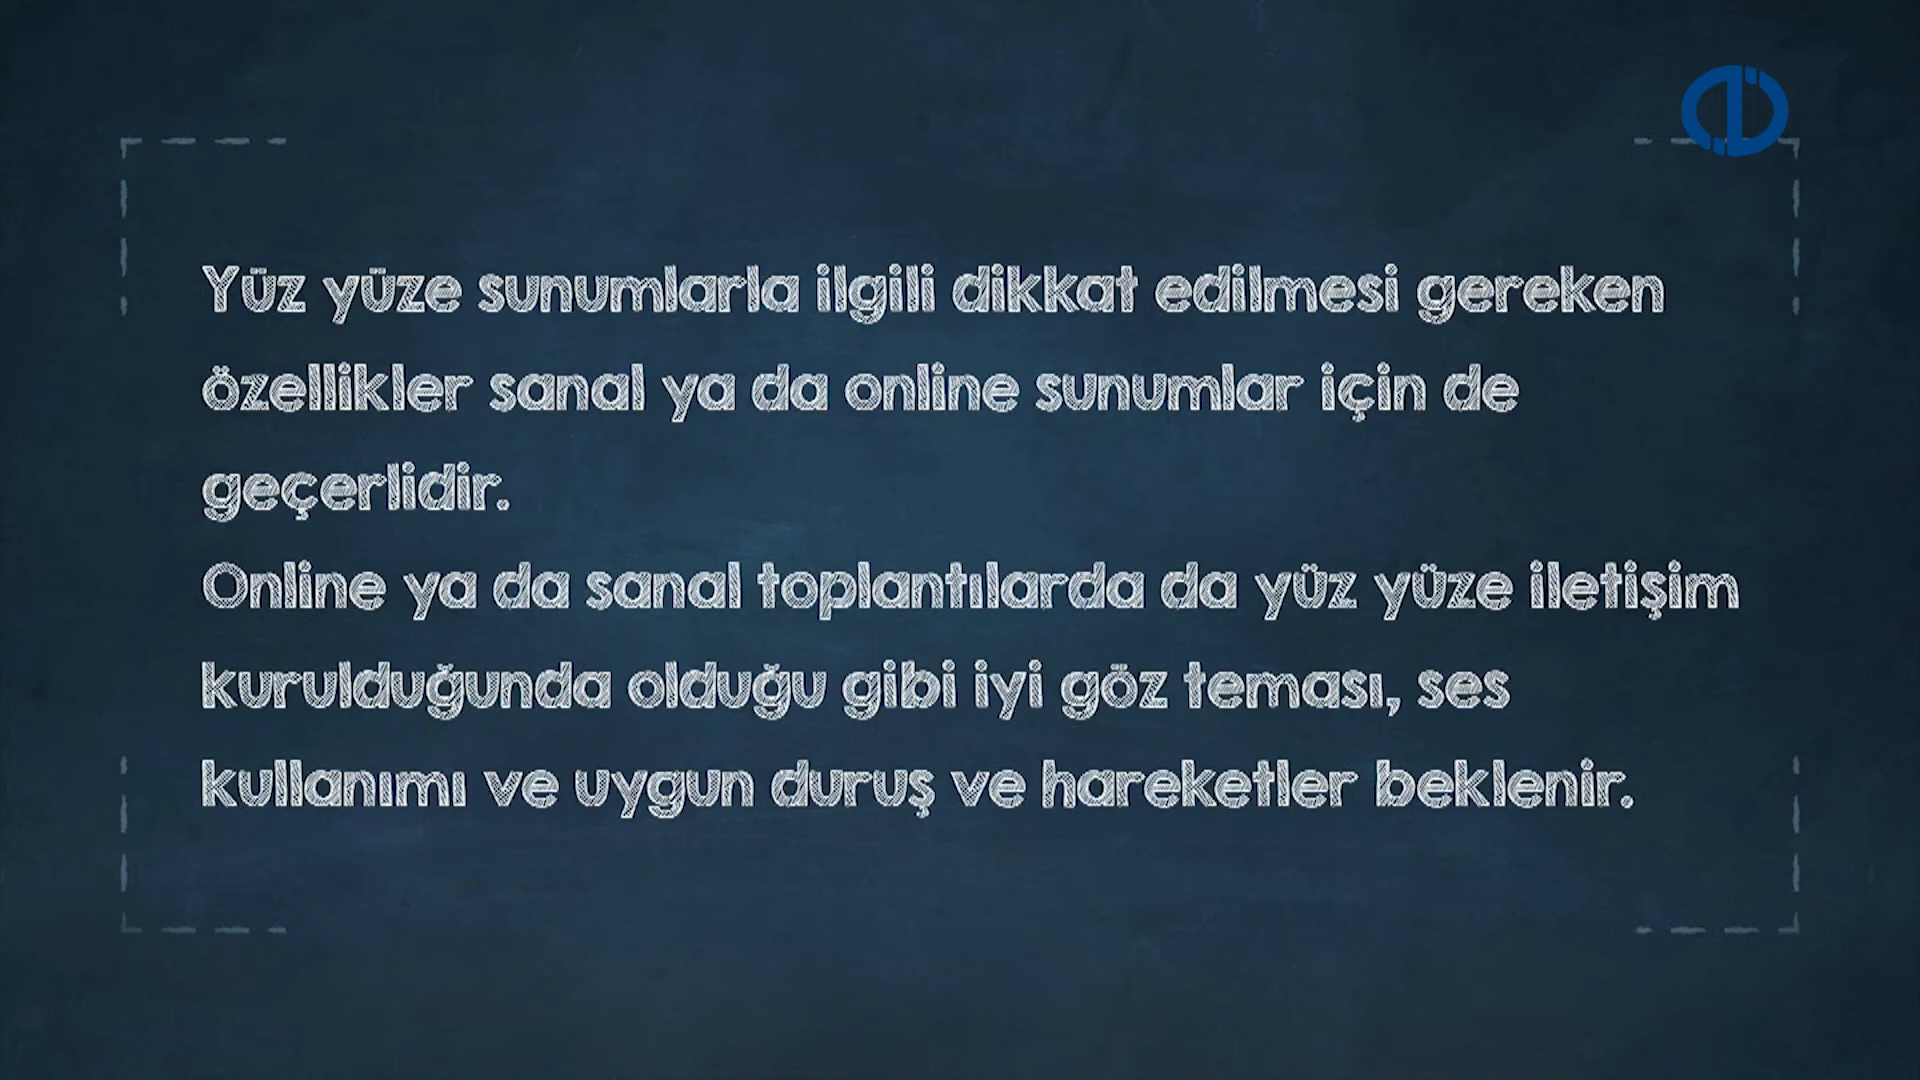 Yüz yüze sunumlarla ilgili dikkat edilmesi gereken
özellikler sanal ya da online sunumlar için de
geçerlidir.
Online ya da sanal toplantılarda da yüz yüze iletişim
kurulduğunda olduğu gibi iyi göz teması, ses
kullanımı ve uygun duruş ve hareketler beklenir.